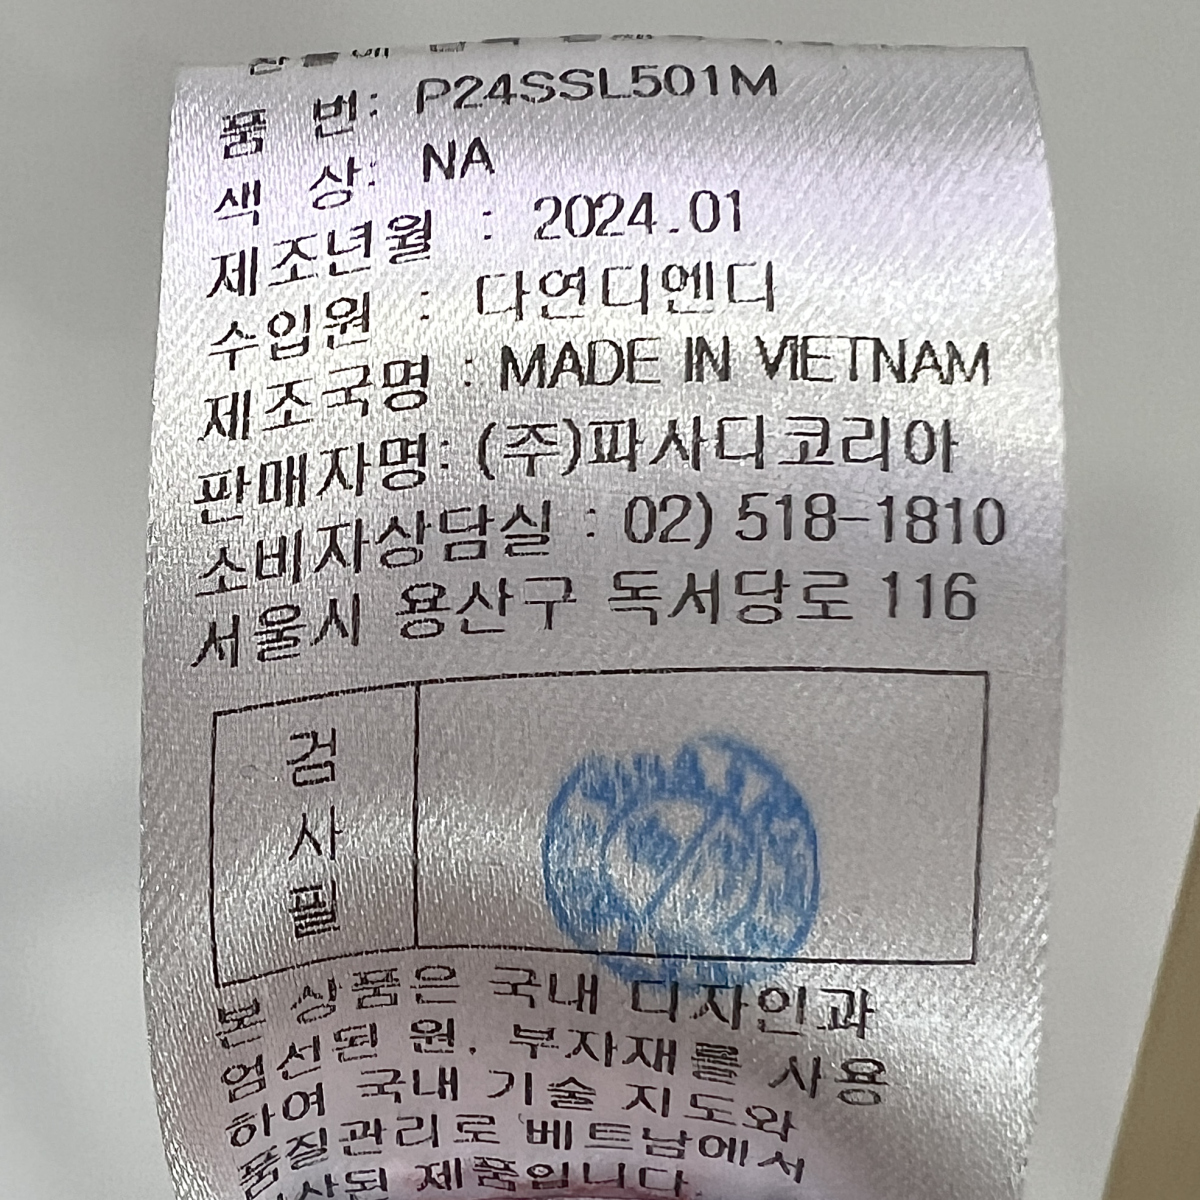 품 번: P24SSL501M
색 상: NA
제조년월 : 2024.01
수입원 : 다연디엔디
제조국명 : MADE IN VIETNAM
판매자명: (주)파사디코리아
소비자상담실 : 02) 518-1810
서울시 용산구 독서당로 116
검
사
필
본 상품은 국내 디자인과
엄선된 원, 부자재를 사용
하여 국내 기술 지도와
품질관리로 베트남에서
제품입니다.